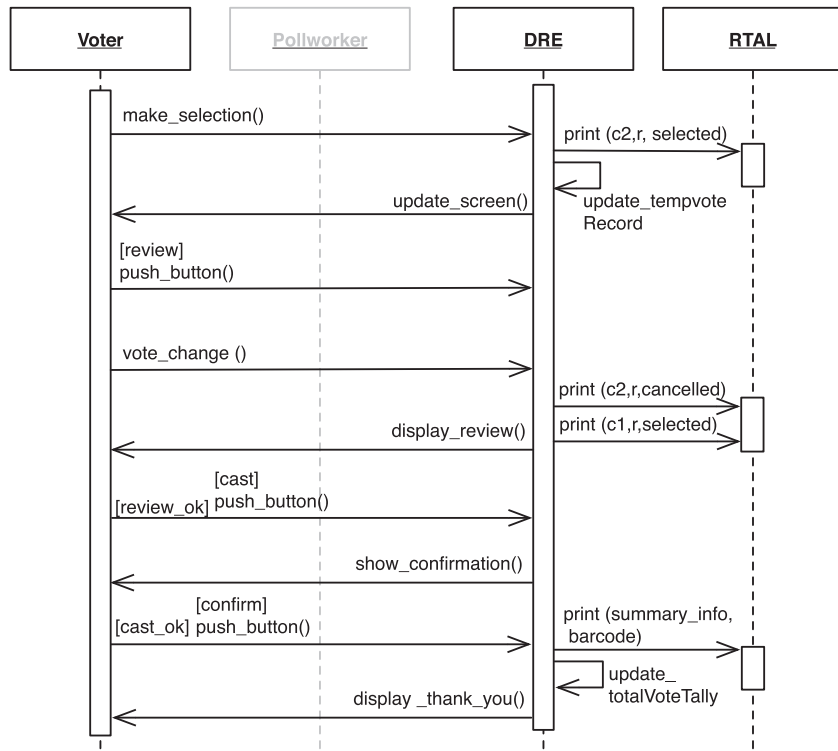 Voter
Pollworker
DRE
RTAL
make_selection()
print (c2,r, selected)
update_screen()
update_tempvote
Record
[review]
push_button()
vote_change ()
print (c2,r,cancelled)
display_review()
print (c1,r,selected)
[cast]
[review_ok] push_button()
show_confirmation()
[confirm]
[cast_ok] push_button()
print (summary_info,
barcode)
update_
totalVoteTally
display _thank_you()